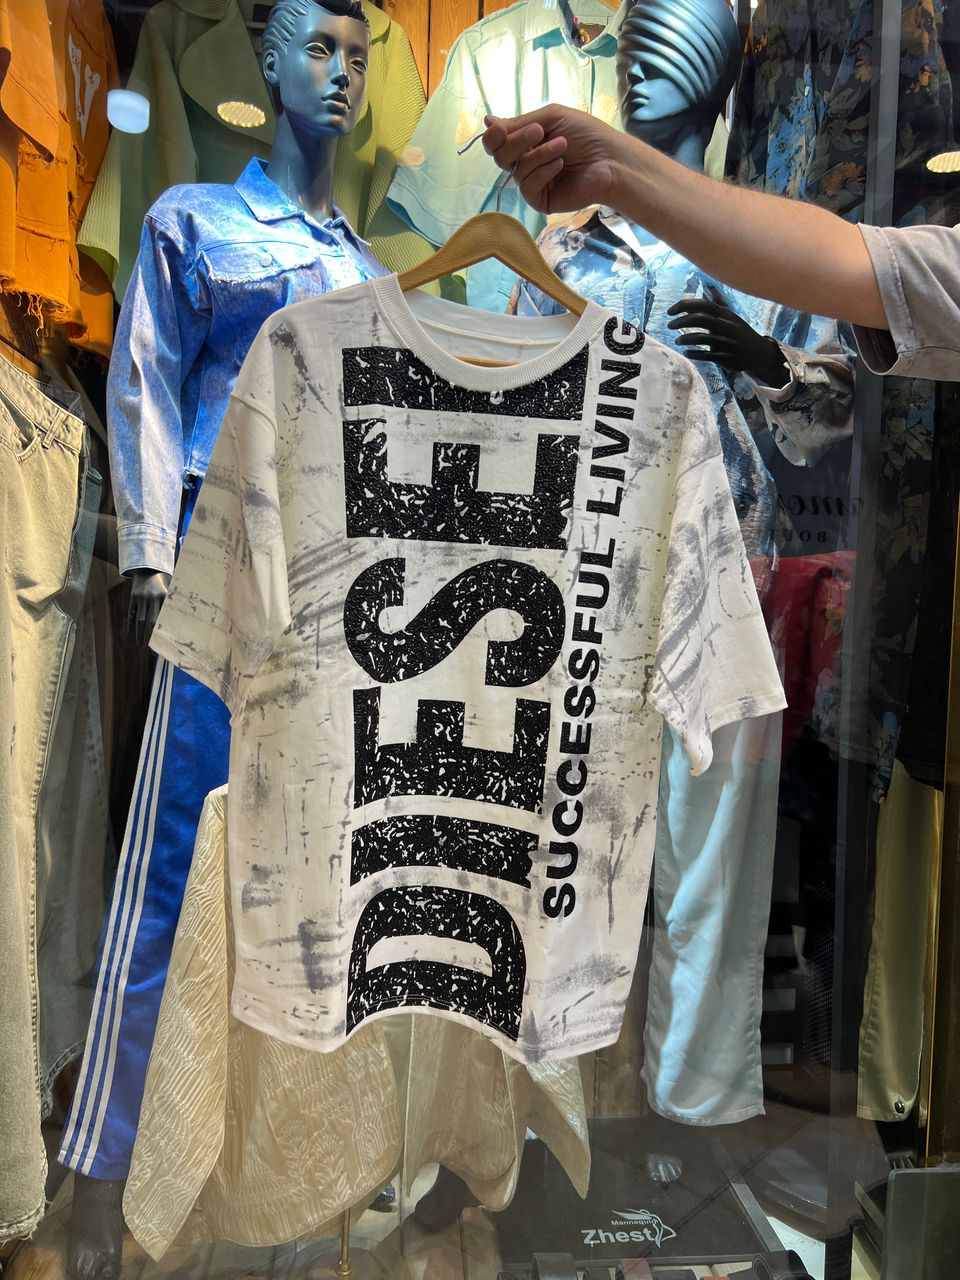 DIESEL
SUCCESSFUL LIVING
Mannequin
Zhest